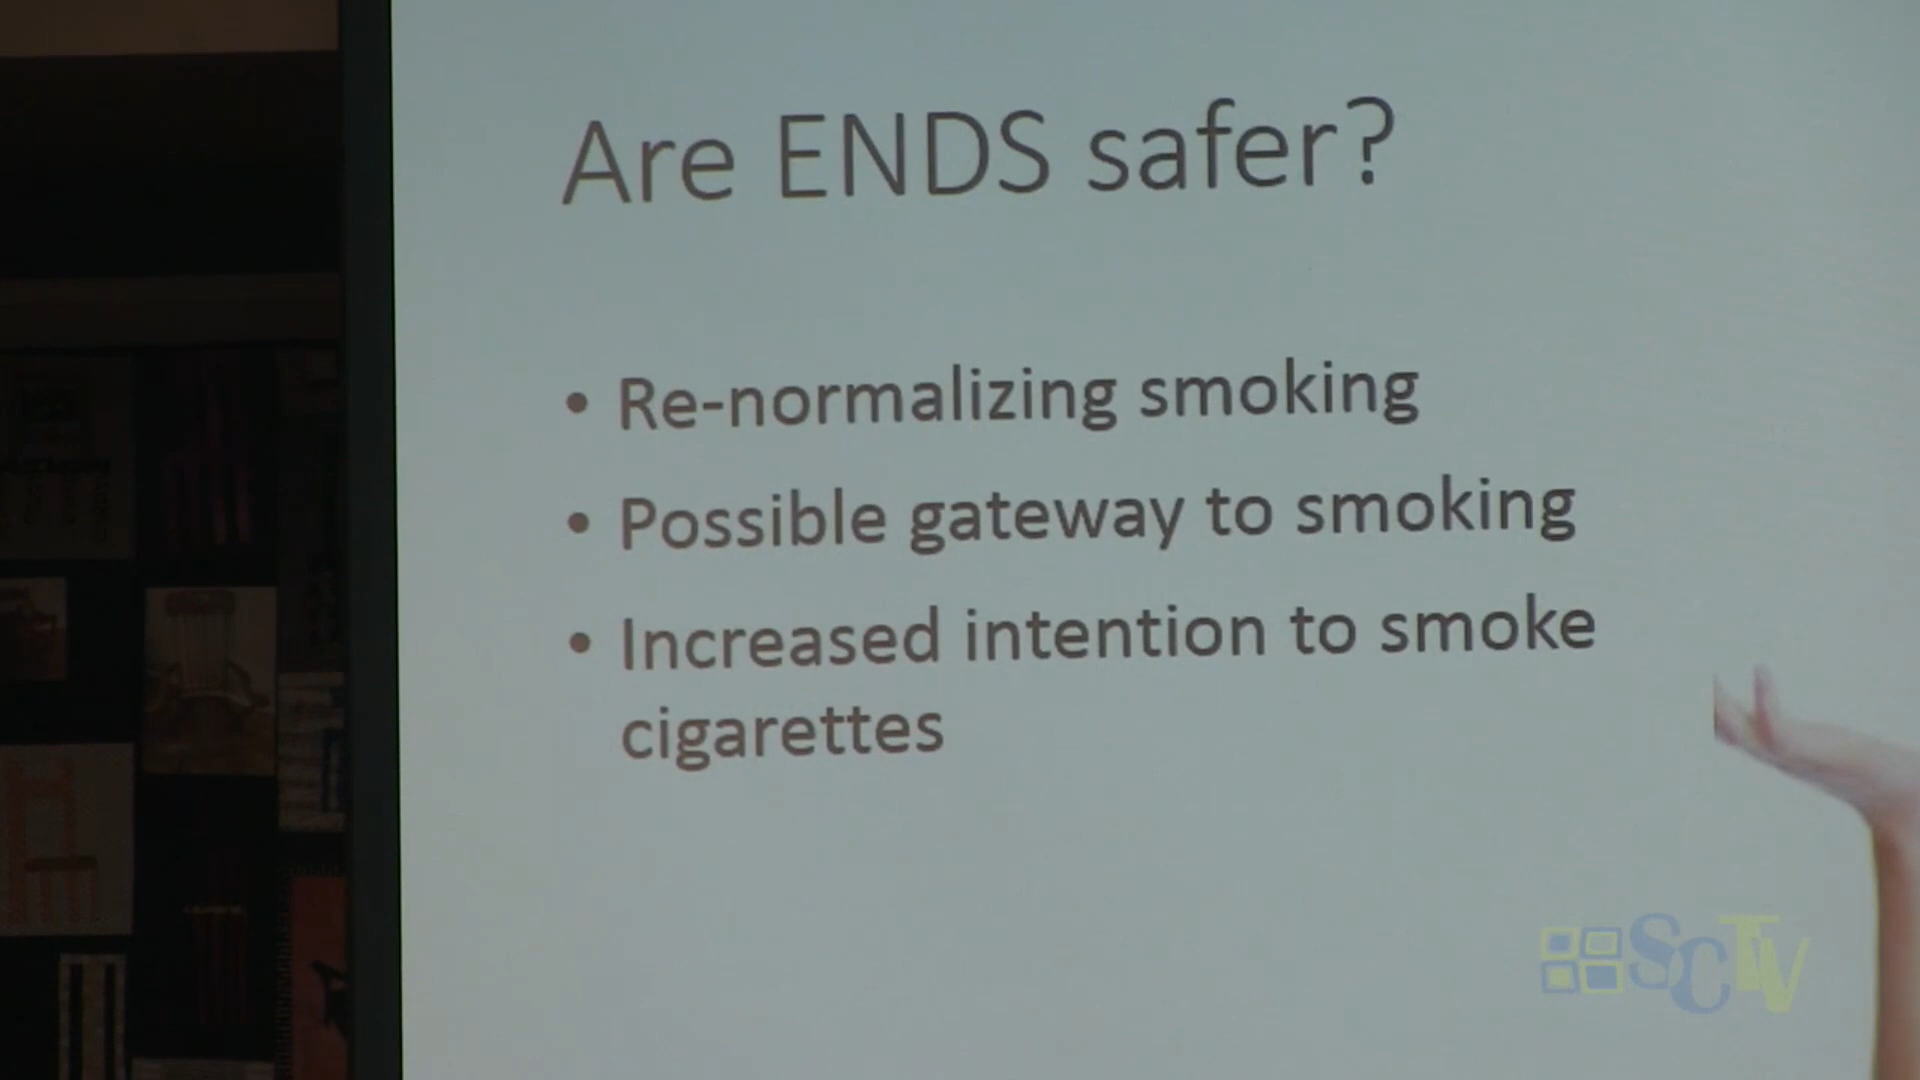 Are ENDS safer?
• Re-normalizing smoking
• Possible gateway to smoking
• Increased intention to smoke
cigarettes
SCTV